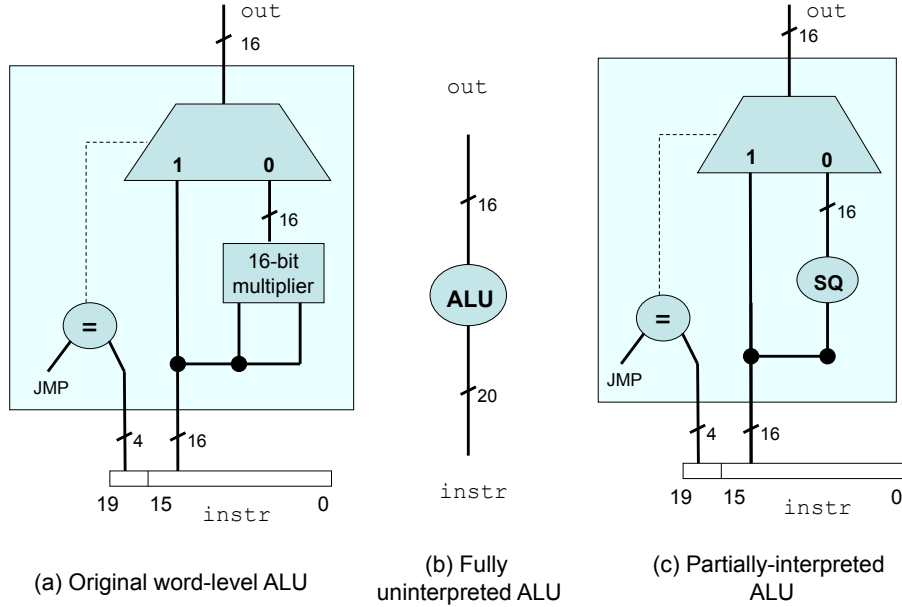 out
16
1 0
16
16-bit
multiplier
=
JMP
4 16
19 15 0
instr
(a) Original word-level ALU
out
16
ALU
20
instr
(b) Fully
uninterpreted ALU
out
16
1 0
16
SQ
=
JMP
4 16
19 15 0
instr
(c) Partially-interpreted
ALU